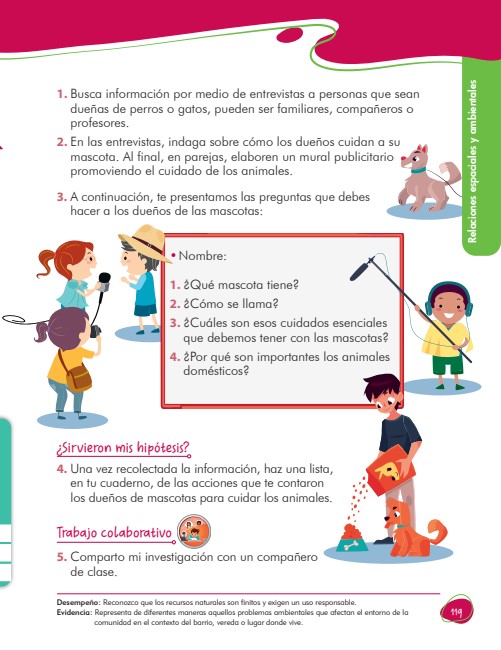 1. Busca información por medio de entrevistas a personas que sean
dueñas de perros o gatos, pueden ser familiares, compañeros o
profesores.
2. En las entrevistas, indaga sobre cómo los dueños cuidan a su
mascota. Al final, en parejas, elaboren un mural publicitario
promoviendo el cuidado de los animales.
3. A continuación, te presentamos las preguntas que debes
hacer a los dueños de las mascotas:
Relaciones espaciales y ambientales
• Nombre:
1. ¿Qué mascota tiene?
2. ¿Cómo se llama?
3. ¿Cuáles son esos cuidados esenciales
que debemos tener con las mascotas?
4. ¿Por qué son importantes los animales
domésticos?
¿Sirvieron mis hipótesis?
4. Una vez recolectada la información, haz una lista,
en tu cuaderno, de las acciones que te contaron
los dueños de mascotas para cuidar los animales.
Trabajo colaborativo
5. Comparto mi investigación con un compañero
de clase.
Desempeño: Reconozco que los recursos naturales son finitos y exigen un uso responsable.
Evidencia: Representa de diferentes maneras aquellos problemas ambientales que afectan el entorno de la
comunidad en el contexto del barrio, vereda o lugar donde vive.
119